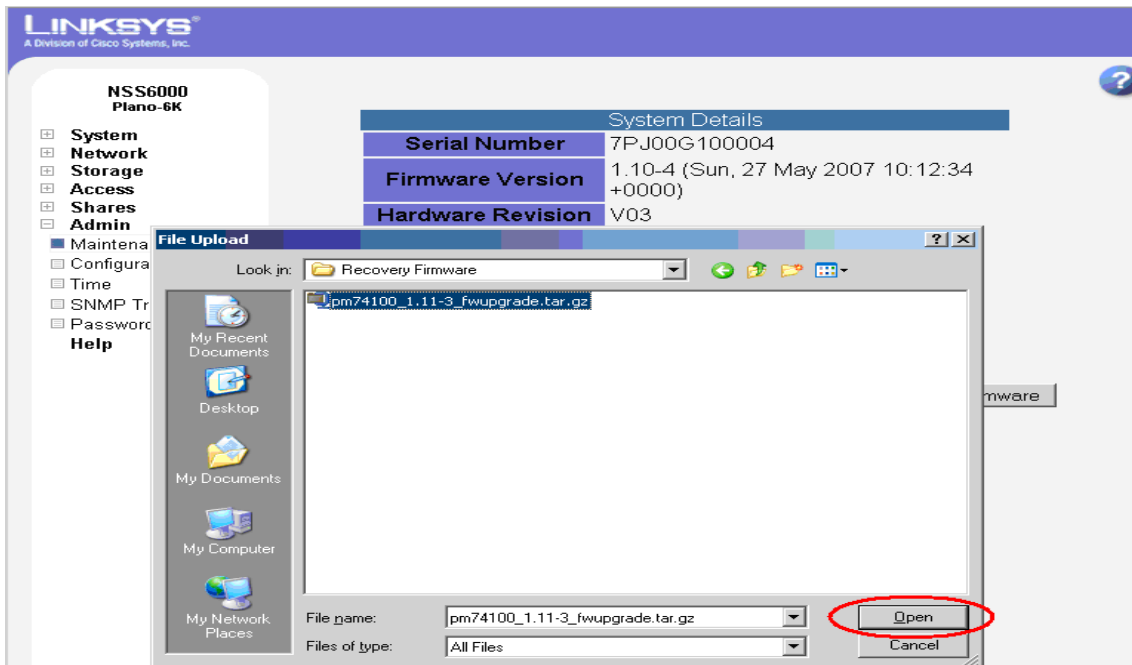 LINKSYS®
A Division of Cisco Systems, Inc.
NSS6000
Plano-6K
System
Network
Storage
Access
Shares
Admin
Maintena
Configura
Time
SNMP Tr
Password
Help
?
System Details
Serial Number 7PJ00G100004
Firmware Version 1.10-4 (Sun, 27 May 2007 10:12:34
+0000)
Hardware Revision V03
File Upload
Look in: Recovery Firmware
pm74100_1.11-3_fwupgrade.tar.gz
My Recent
Documents
Desktop
My Documents
My Computer
My Network
Places
File name: pm74100_1.11-3_fwupgrade.tar.gz Open
Files of type: All Files Cancel
mware